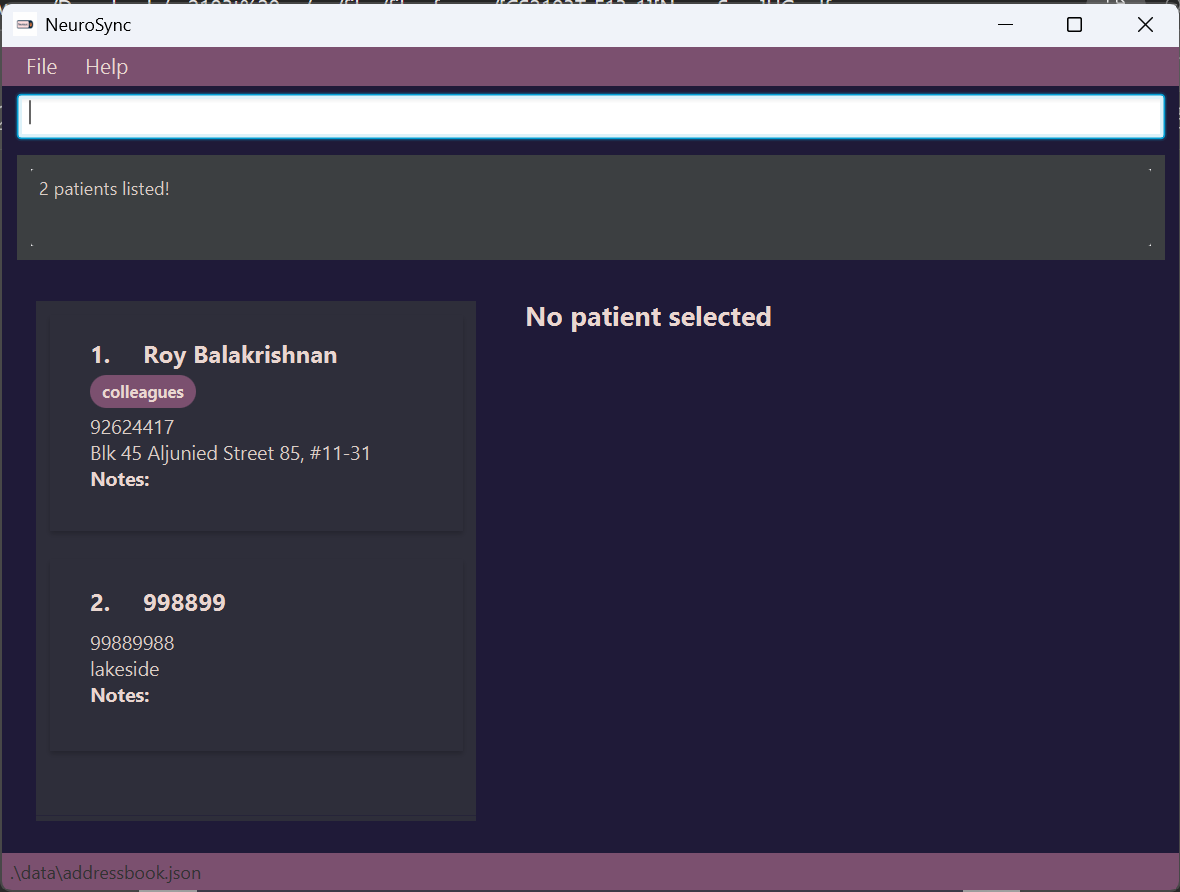 NeuroSync
File Help
2 patients listed!
No patient selected
1. Roy Balakrishnan
colleagues
92624417
Blk 45 Aljunied Street 85, #11-31
Notes:
2. 998899
99889988
lakeside
Notes:
.\data\addressbook.json